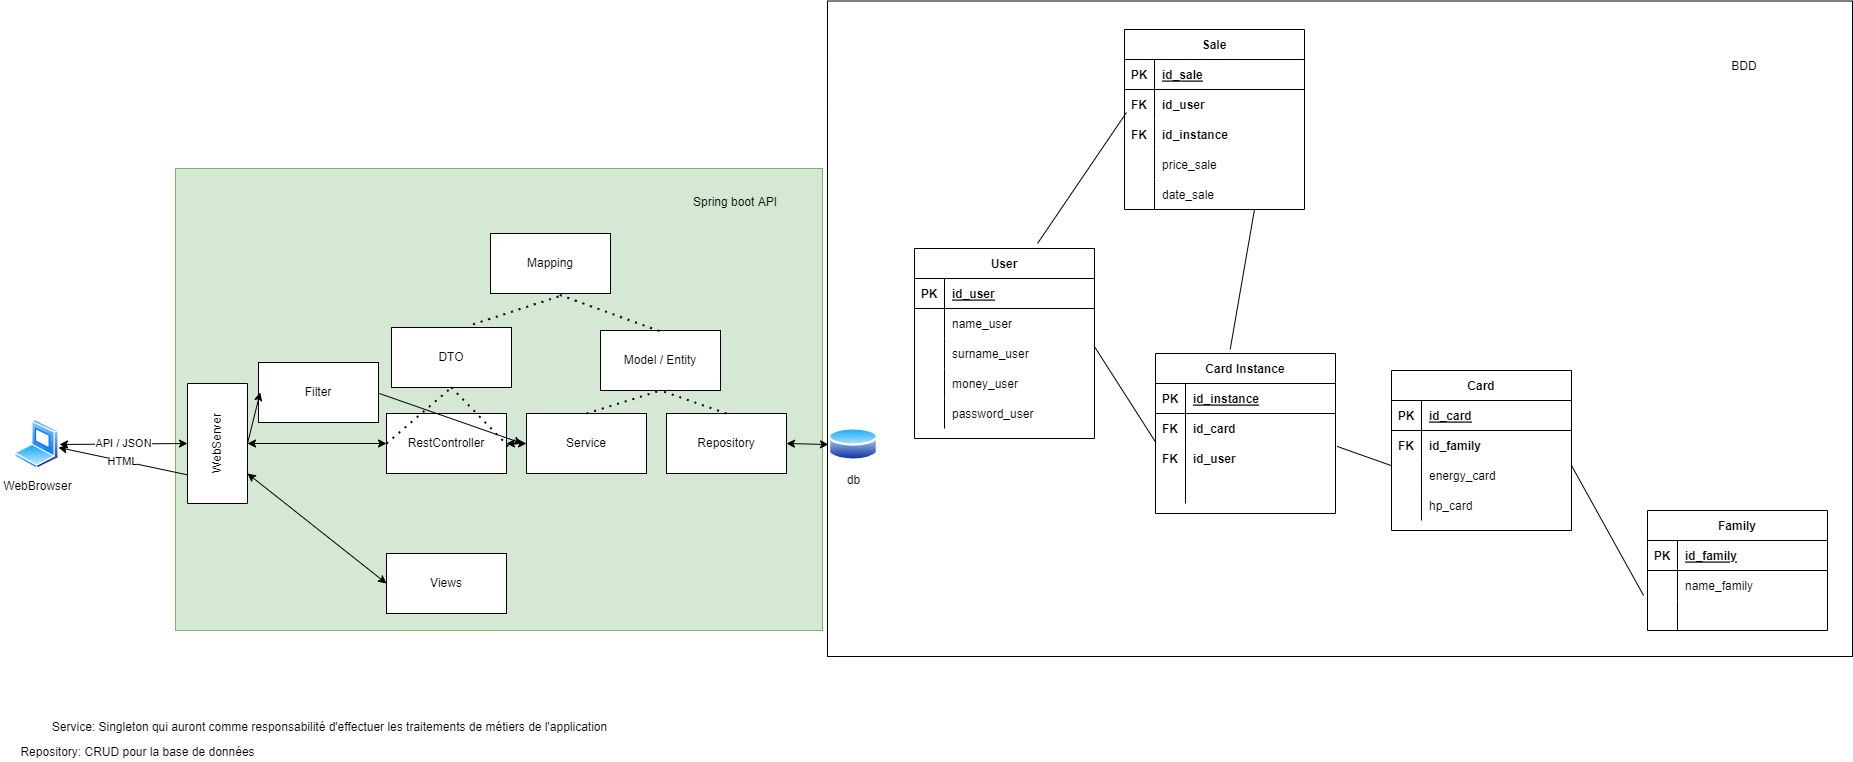 Spring boot API
Mapping
DTO
Model / Entity
Filter
WebServer
RestController
Service
Repository
API / JSON
HTML
WebBrowser
Views
db
BDD
Sale
PK id_sale
FK id_user
FK id_instance
price_sale
date_sale
User
PK id_user
name_user
surname_user
money_user
password_user
Card Instance
PK id_instance
FK id_card
FK id_user
Card
PK id_card
FK id_family
energy_card
hp_card
Family
PK id_family
name_family
Service: Singleton qui auront comme responsabilité d'effectuer les traitements de métiers de l'application
Repository: CRUD pour la base de données